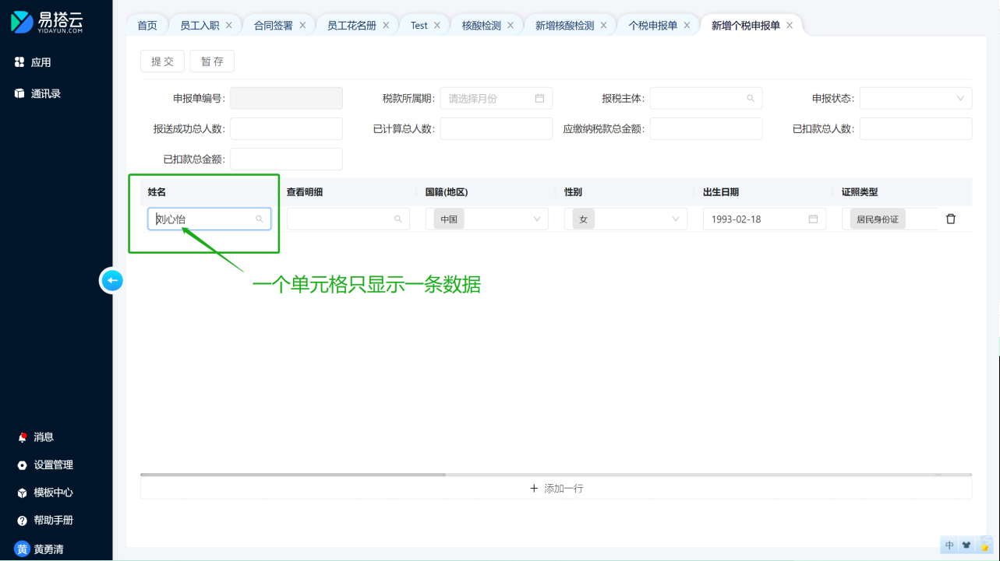 易搭云
YIDAYUN.COM
首页 员工入职 合同签署 员工花名册 Test 核酸检测 新增核酸检测 个税申报单 新增个税申报单
应用
通讯录
提交 暂存
申报单编号: 税款所属期: 请选择月份 报税主体: 申报状态:
报送成功总人数: 已计算总人数: 应缴纳税款总金额: 已扣款总人数:
已扣款总金额:
姓名 查看明细 国籍(地区) 性别 出生日期 证照类型
刘心怡 中国 女 1993-02-18 居民身份证
一个单元格只显示一条数据
添加一行
消息
设置管理
模板中心
帮助手册
黄 黄勇清
中